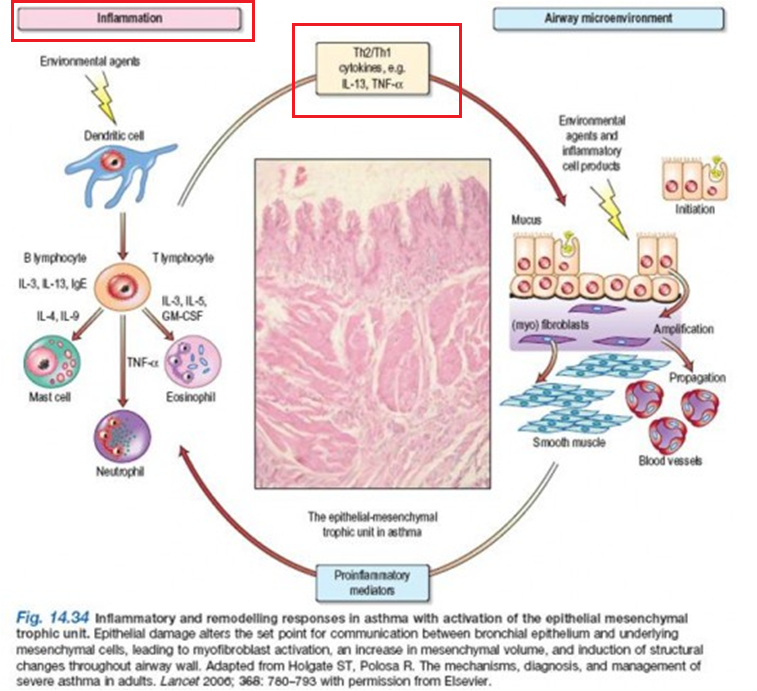 Inflammation
Airway microenvironment
Th2/Th1
cytokines, e.g.
IL-13, TNF-α
Environmental agents
Dendritic cell
B lymphocyte
T lymphocyte
IL-3, IL-13, IgE
IL-3, IL-5,
GM-CSF
IL-4, IL-9
TNF-α
Mast cell
Eosinophil
Neutrophil
Environmental
agents and
inflammatory
cell products
Initiation
Mucus
(myo) fibroblasts
Amplification
Propagation
Smooth muscle
Blood vessels
The epithelial-mesenchymal
trophic unit in asthma
Proinflammatory
mediators
Fig. 14.34 Inflammatory and remodelling responses in asthma with activation of the epithelial mesenchymal
trophic unit. Epithelial damage alters the set point for communication between bronchial epithelium and underlying
mesenchymal cells, leading to myofibroblast activation, an increase in mesenchymal volume, and induction of structural
changes throughout airway wall. Adapted from Holgate ST, Polosa R. The mechanisms, diagnosis, and management of
severe asthma in adults. Lancet 2006; 368: 780–793 with permission from Elsevier.